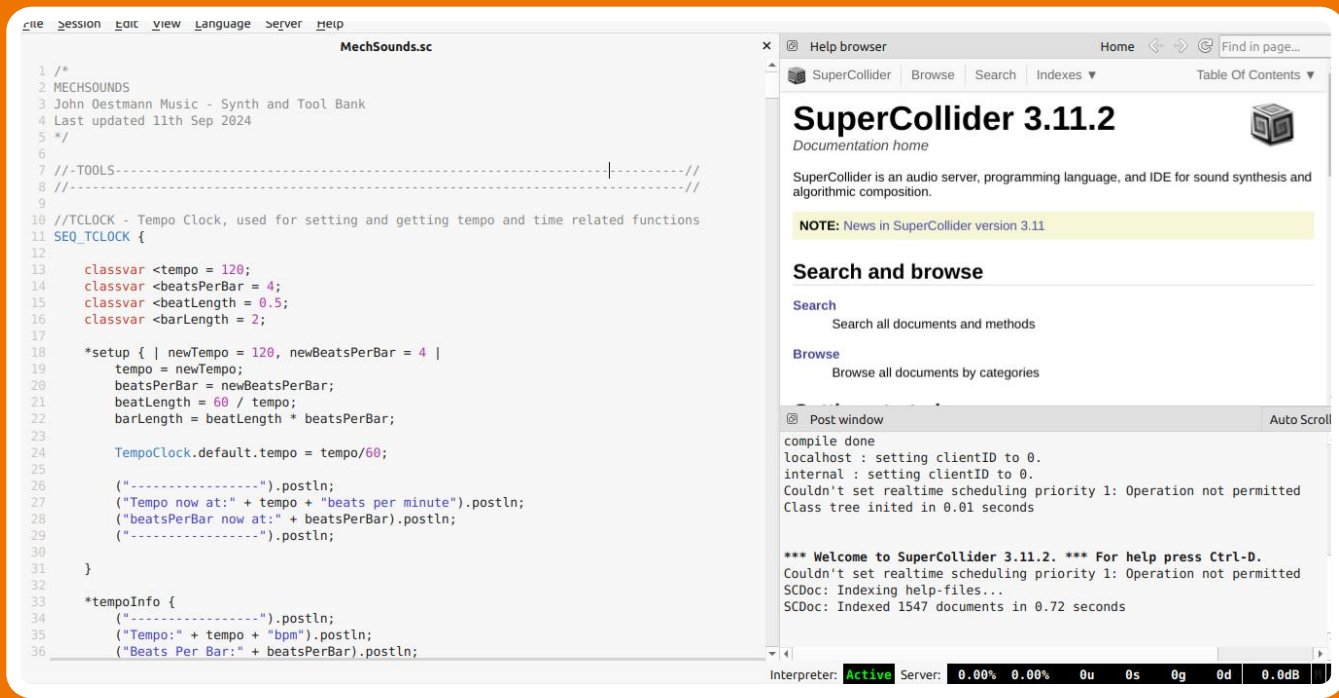 File Session Edit View Language Server Help
MechSounds.sc
1 /*
2 MECHSOUNDS
3 John Oestmann Music - Synth and Tool Bank
4 Last updated 11th Sep 2024
5 */
6
7 //-TOOLS---------------------------------------------------------------------------//
8 //---------------------------------------------------------------------------------//
9
10 //TCLOCK - Tempo Clock, used for setting and getting tempo and time related functions
11 SEQ_TCLOCK {
12
13     classvar <tempo = 120;
14     classvar <beatsPerBar = 4;
15     classvar <beatLength = 0.5;
16     classvar <barLength = 2;
17
18     *setup { | newTempo = 120, newBeatsPerBar = 4 |
19         tempo = newTempo;
20         beatsPerBar = newBeatsPerBar;
21         beatLength = 60 / tempo;
22         barLength = beatLength * beatsPerBar;
23
24         TempoClock.default.tempo = tempo/60;
25
26         ("-----------------").postln;
27         ("Tempo now at:" + tempo + "beats per minute").postln;
28         ("beatsPerBar now at:" + beatsPerBar).postln;
29         ("-----------------").postln;
30
31     }
32
33     *tempoInfo {
34         ("-----------------").postln;
35         ("Tempo:" + tempo + "bpm").postln;
36         ("Beats Per Bar:" + beatsPerBar).postln;
Help browser Home Find in page...
SuperCollider Browse Search Indexes ▼ Table Of Contents ▼
SuperCollider 3.11.2
Documentation home
SuperCollider is an audio server, programming language, and IDE for sound synthesis and
algorithmic composition.
NOTE: News in SuperCollider version 3.11
Search and browse
Search
Search all documents and methods
Browse
Browse all documents by categories
Post window Auto Scroll
compile done
localhost : setting clientID to 0.
internal : setting clientID to 0.
Couldn't set realtime scheduling priority 1: Operation not permitted
Class tree inited in 0.01 seconds
*** Welcome to SuperCollider 3.11.2. *** For help press Ctrl-D.
Couldn't set realtime scheduling priority 1: Operation not permitted
SCDoc: Indexing help-files...
SCDoc: Indexed 1547 documents in 0.72 seconds
Interpreter: Active Server: 0.00% 0.00% 0u 0s 0g 0d 0.0dB